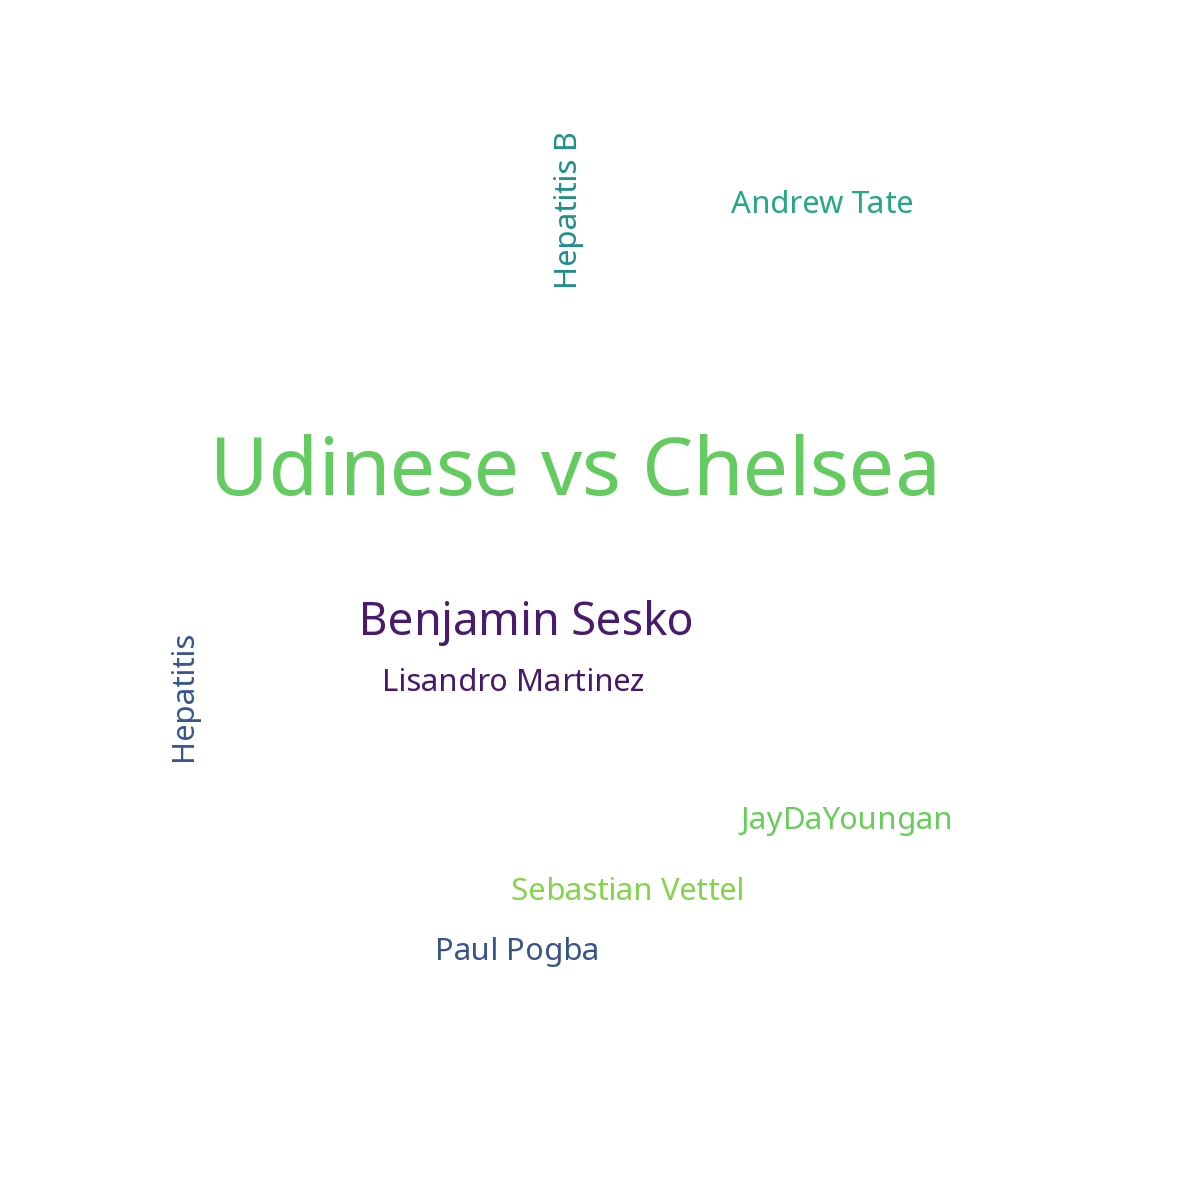 Hepatitis B
Andrew Tate
Udinese vs Chelsea
Benjamin Sesko
Hepatitis
Lisandro Martinez
JayDaYoungan
Sebastian Vettel
Paul Pogba